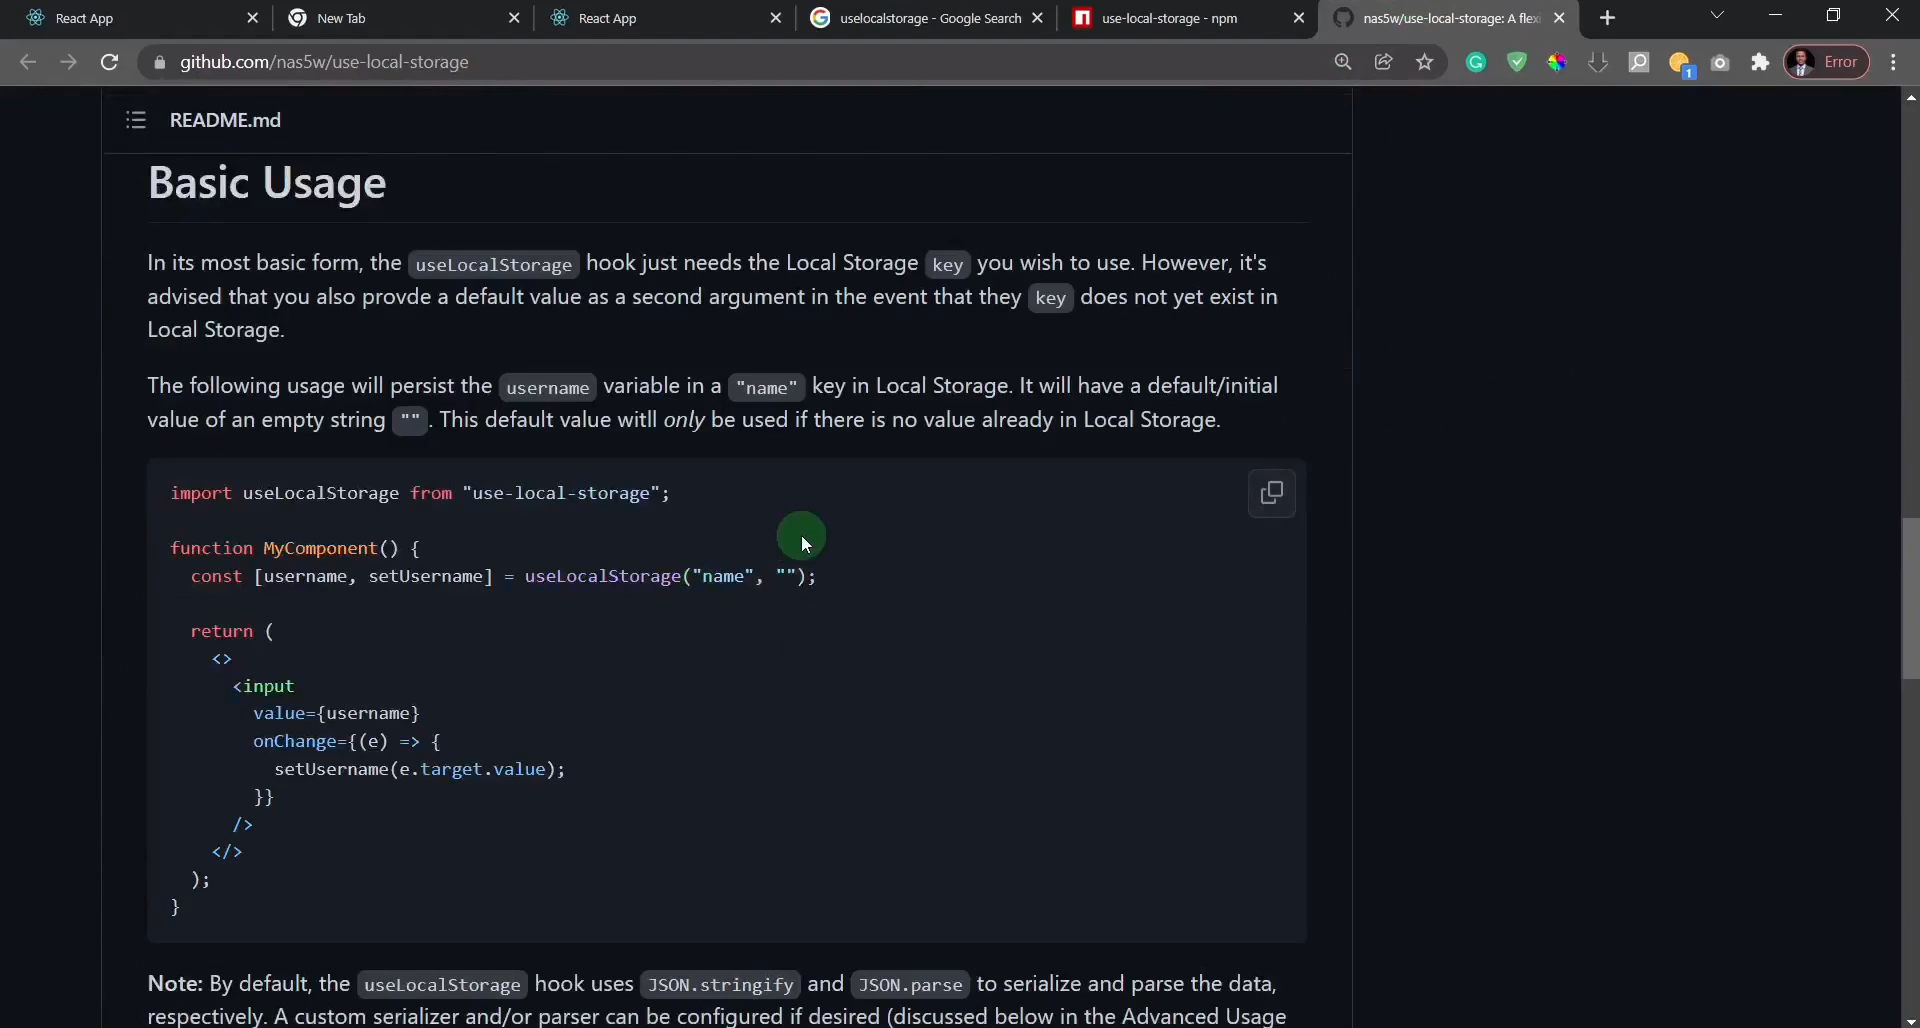 React App
New Tab
React App
uselocalstorage - Google Search
use-local-storage - npm
nas5w/use-local-storage: A flexi
github.com/nas5w/use-local-storage
1
Error
README.md
Basic Usage
In its most basic form, the useLocalStorage hook just needs the Local Storage key you wish to use. However, it's
advised that you also provde a default value as a second argument in the event that they key does not yet exist in
Local Storage.
The following usage will persist the username variable in a "name" key in Local Storage. It will have a default/initial
value of an empty string "". This default value witll only be used if there is no value already in Local Storage.
import useLocalStorage from "use-local-storage";
function MyComponent() {
const [username, setUsername] = useLocalStorage("name", "");
return (
<>
<input
value={username}
onChange={(e) => {
setUsername(e.target.value);
}}
/>
</>
);
}
Note: By default, the useLocalStorage hook uses JSON.stringify and JSON.parse to serialize and parse the data,
respectively. A custom serializer and/or parser can be configured if desired (discussed below in the Advanced Usage